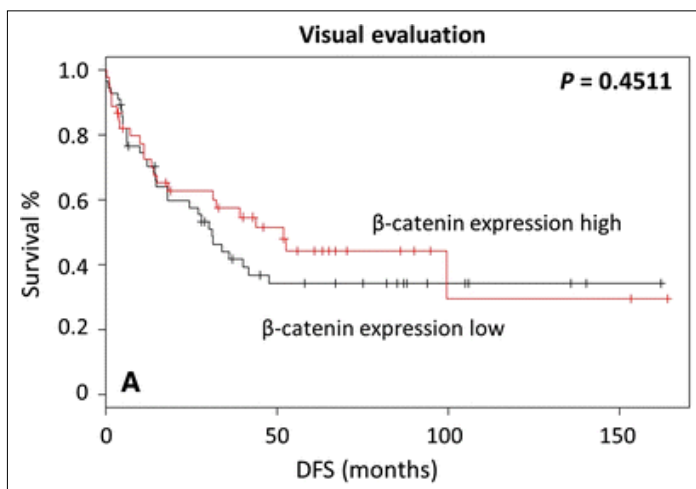 Visual evaluation
P = 0.4511
1.0
0.8
0.6
0.4
0.2
0
Survival %
β-catenin expression high
β-catenin expression low
A
0
50
100
150
DFS (months)